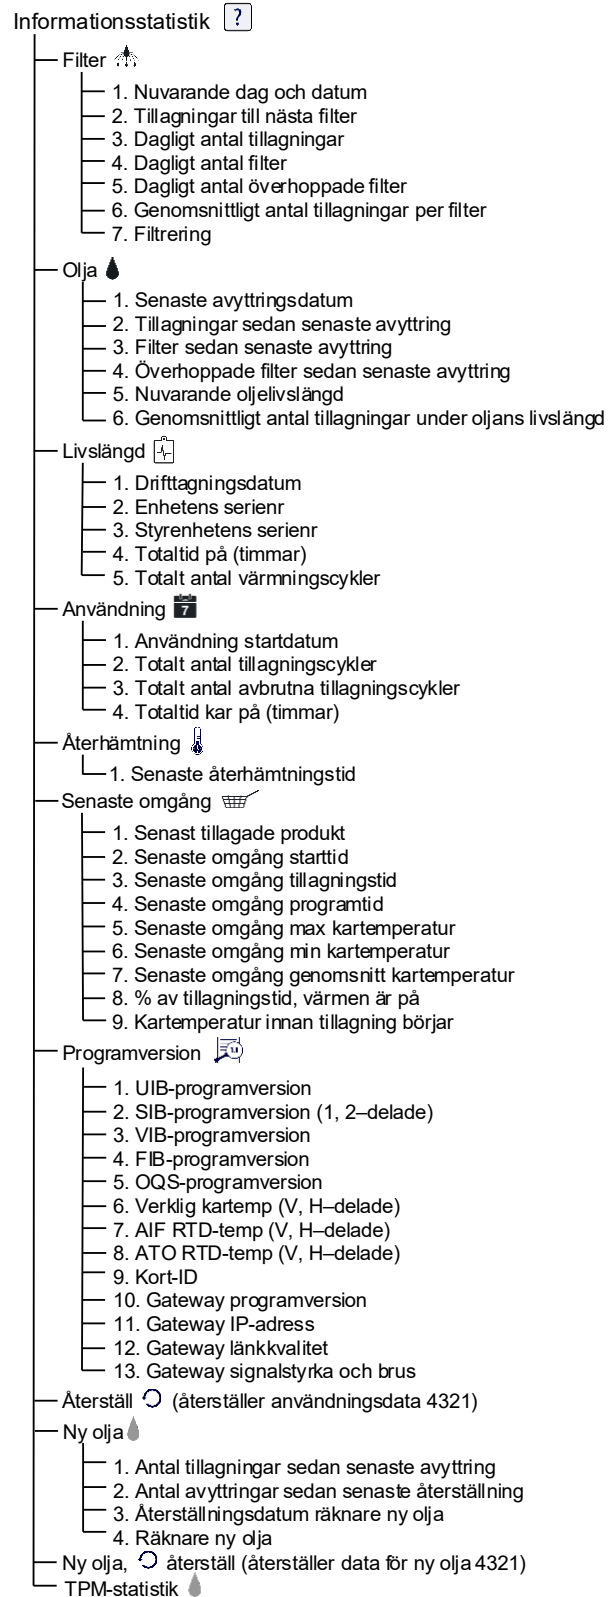 Informationsstatistik ?
Filter
1. Nuvarande dag och datum
2. Tillagningar till nästa filter
3. Dagligt antal tillagningar
4. Dagligt antal filter
5. Dagligt antal överhoppade filter
6. Genomsnittligt antal tillagningar per filter
7. Filtrering
Olja
1. Senaste avyttringsdatum
2. Tillagningar sedan senaste avyttring
3. Filter sedan senaste avyttring
4. Överhoppade filter sedan senaste avyttring
5. Nuvarande oljelivslängd
6. Genomsnittligt antal tillagningar under oljans livslängd
Livslängd
1. Drifttagningsdatum
2. Enhetens serienr
3. Styrenhetens serienr
4. Totaltid på (timmar)
5. Totalt antal värmningscykler
Användning 7
1. Användning startdatum
2. Totalt antal tillagningscykler
3. Totalt antal avbrutna tillagningscykler
4. Totaltid kar på (timmar)
Återhämtning
1. Senaste återhämtningstid
Senaste omgång
1. Senast tillagade produkt
2. Senaste omgång starttid
3. Senaste omgång tillagningstid
4. Senaste omgång programtid
5. Senaste omgång max kartemperatur
6. Senaste omgång min kartemperatur
7. Senaste omgång genomsnitt kartemperatur
8. % av tillagningstid, värmen är på
9. Kartemperatur innan tillagning börjar
Programversion 1.1
1. UIB-programversion
2. SIB-programversion (1, 2–delade)
3. VIB-programversion
4. FIB-programversion
5. OQS-programversion
6. Verklig kartemp (V, H–delade)
7. AIF RTD-temp (V, H–delade)
8. ATO RTD-temp (V, H–delade)
9. Kort-ID
10. Gateway programversion
11. Gateway IP-adress
12. Gateway länkkvalitet
13. Gateway signalstyrka och brus
Återställ (återställer användningsdata 4321)
Ny olja
1. Antal tillagningar sedan senaste avyttring
2. Antal avyttringar sedan senaste återställning
3. Återställningsdatum räknare ny olja
4. Räknare ny olja
Ny olja, återställ (återställer data för ny olja 4321)
TPM-statistik